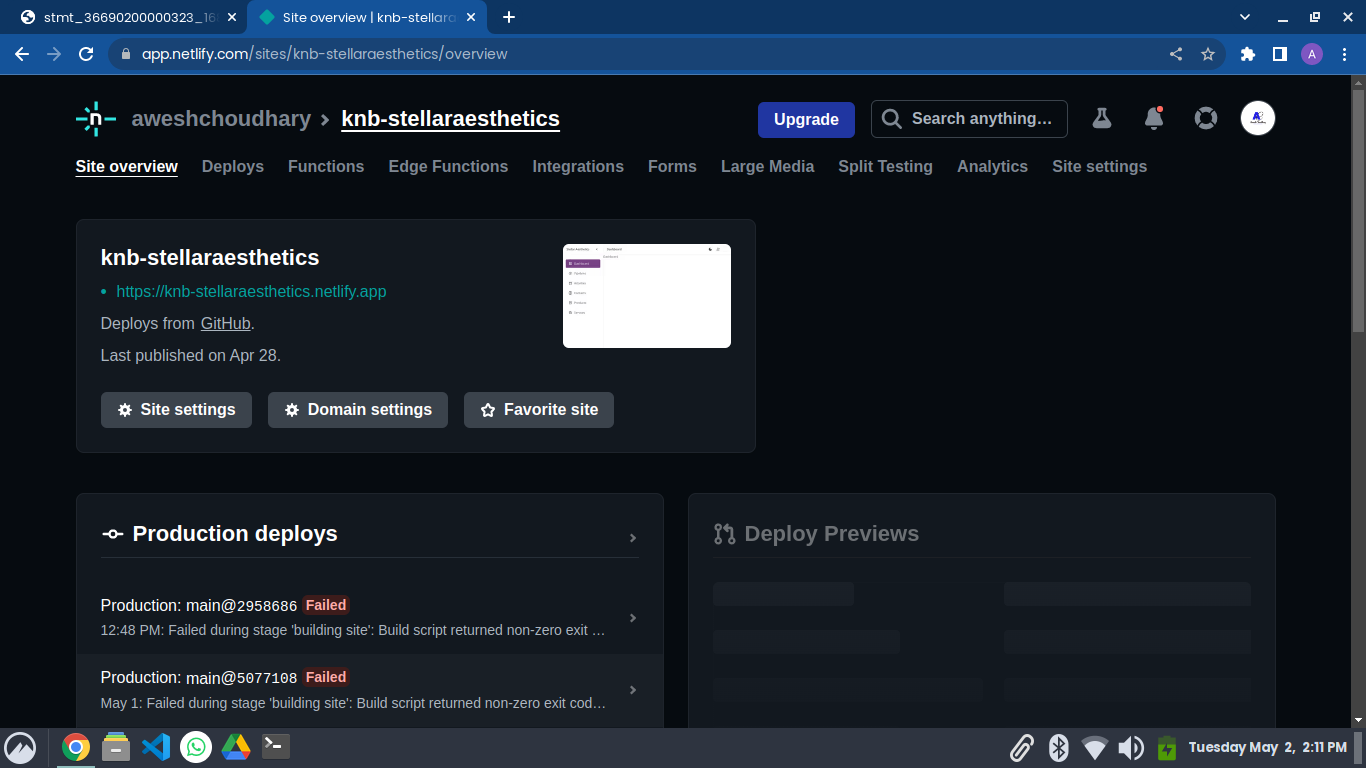 stmt_36690200000323_16
Site overview | knb-stellaraes
app.netlify.com/sites/knb-stellaraesthetics/overview
A
aweshchoudhary > knb-stellaraesthetics
Upgrade
Search anything…
Site overview Deploys Functions Edge Functions Integrations Forms Large Media Split Testing Analytics Site settings
knb-stellaraesthetics
• https://knb-stellaraesthetics.netlify.app
Deploys from GitHub.
Last published on Apr 28.
Dashboard
Site settings Domain settings Favorite site
Production deploys
Production: main@2958686 Failed
12:48 PM: Failed during stage 'building site': Build script returned non-zero exit …
Production: main@5077108 Failed
May 1: Failed during stage 'building site': Build script returned non-zero exit cod…
Deploy Previews
Tuesday May 2, 2:11 PM